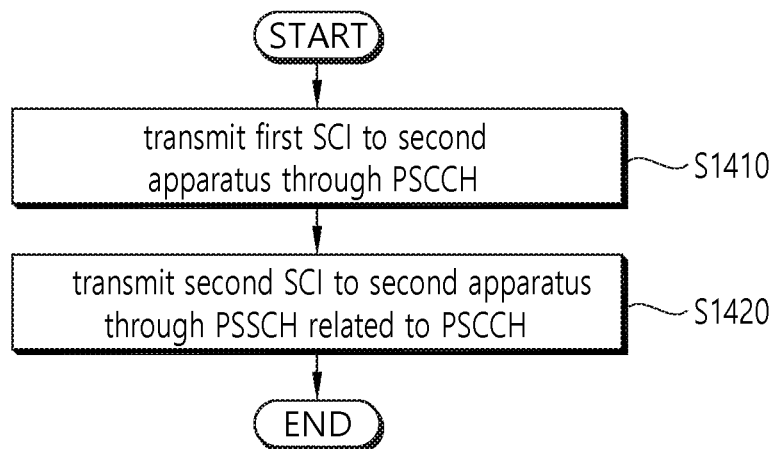 START
transmit first SCI to second
apparatus through PSCCH
S1410
transmit second SCI to second apparatus
through PSSCH related to PSCCH
S1420
END